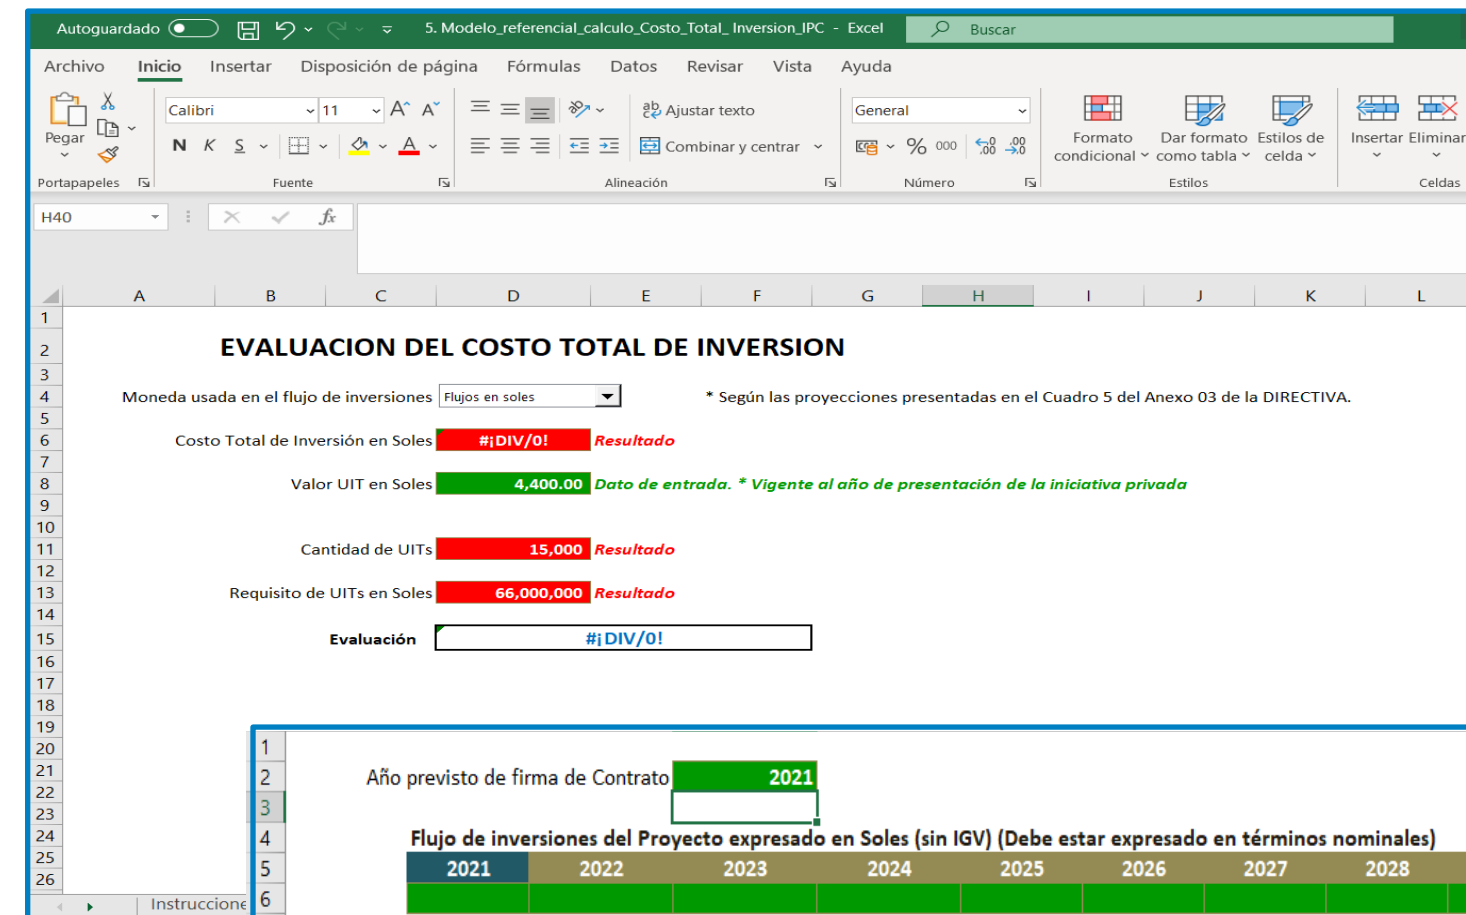 Autoguardado 5. Modelo_referencial_calculo_Costo_Total_ Inversion_IPC - Excel Buscar
Archivo Inicio Insertar Disposición de página Fórmulas Datos Revisar Vista Ayuda
Calibri 11 A^ A˅ ab Ajustar texto General
Pegar N K S A Combinar y centrar % 000 ,00 ,00 Formato condicional Dar formato como tabla Estilos de celda Insertar Eliminar
Portapapeles Fuente Alineación Número Estilos Celdas
H40 fx
A B C D E F G H I J K L
1
2 EVALUACION DEL COSTO TOTAL DE INVERSION
3
4 Moneda usada en el flujo de inversiones Flujos en soles * Según las proyecciones presentadas en el Cuadro 5 del Anexo 03 de la DIRECTIVA.
5
6 Costo Total de Inversión en Soles #¡DIV/0! Resultado
7
8 Valor UIT en Soles 4,400.00 Dato de entrada. * Vigente al año de presentación de la iniciativa privada
9
10
11 Cantidad de UITs 15,000 Resultado
12
13 Requisito de UITs en Soles 66,000,000 Resultado
14
15 Evaluación #¡DIV/0!
16
17
18
19
20
21
22
23
24
25
26
Instruccione
1
2 Año previsto de firma de Contrato 2021
3
4 Flujo de inversiones del Proyecto expresado en Soles (sin IGV) (Debe estar expresado en términos nominales)
5 2021 2022 2023 2024 2025 2026 2027 2028
6